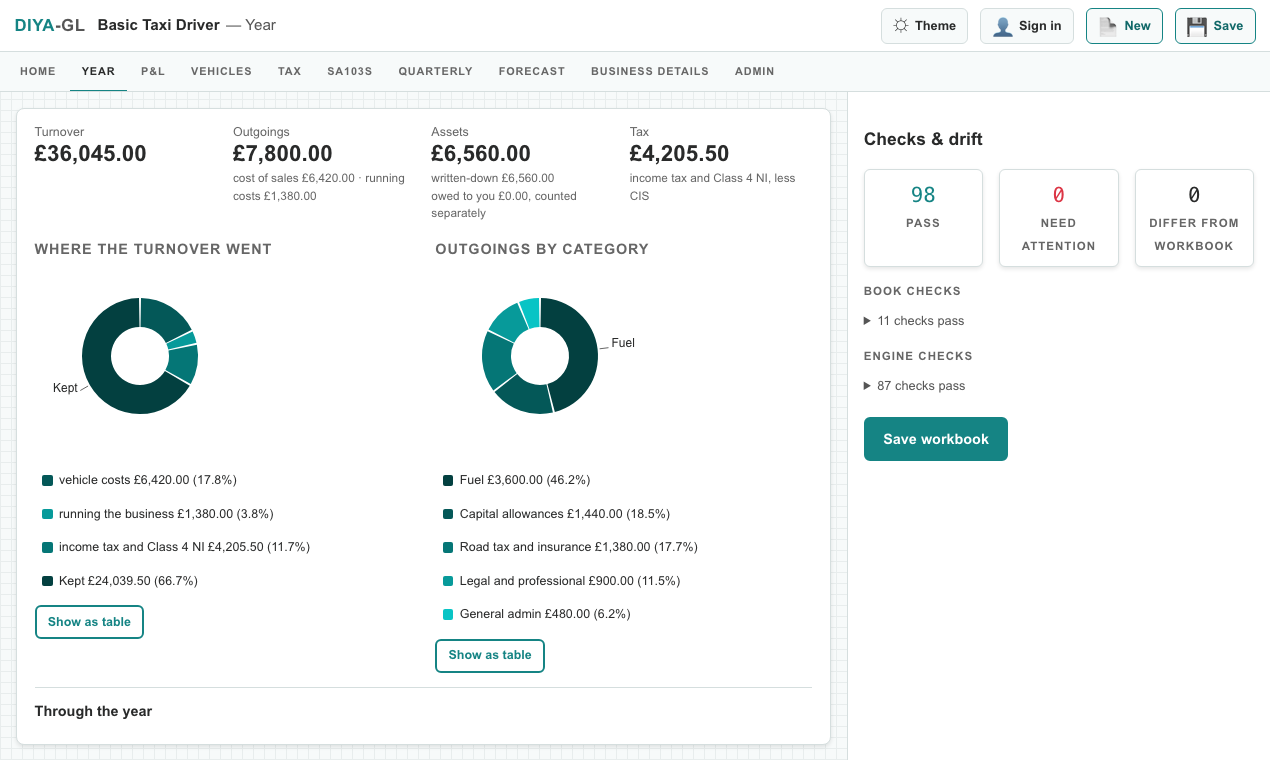 DIYA-GL Basic Taxi Driver — Year
Theme
Sign in
New
Save
HOME YEAR P&L VEHICLES TAX SA103S QUARTERLY FORECAST BUSINESS DETAILS ADMIN
Turnover
£36,045.00
Outgoings
£7,800.00
cost of sales £6,420.00 · running
costs £1,380.00
Assets
£6,560.00
written-down £6,560.00
owed to you £0.00, counted
separately
Tax
£4,205.50
income tax and Class 4 NI, less
CIS
WHERE THE TURNOVER WENT
Kept
vehicle costs £6,420.00 (17.8%)
running the business £1,380.00 (3.8%)
income tax and Class 4 NI £4,205.50 (11.7%)
Kept £24,039.50 (66.7%)
Show as table
OUTGOINGS BY CATEGORY
Fuel
Fuel £3,600.00 (46.2%)
Capital allowances £1,440.00 (18.5%)
Road tax and insurance £1,380.00 (17.7%)
Legal and professional £900.00 (11.5%)
General admin £480.00 (6.2%)
Show as table
Through the year
Checks & drift
98
PASS
0
NEED
ATTENTION
0
DIFFER FROM
WORKBOOK
BOOK CHECKS
11 checks pass
ENGINE CHECKS
87 checks pass
Save workbook